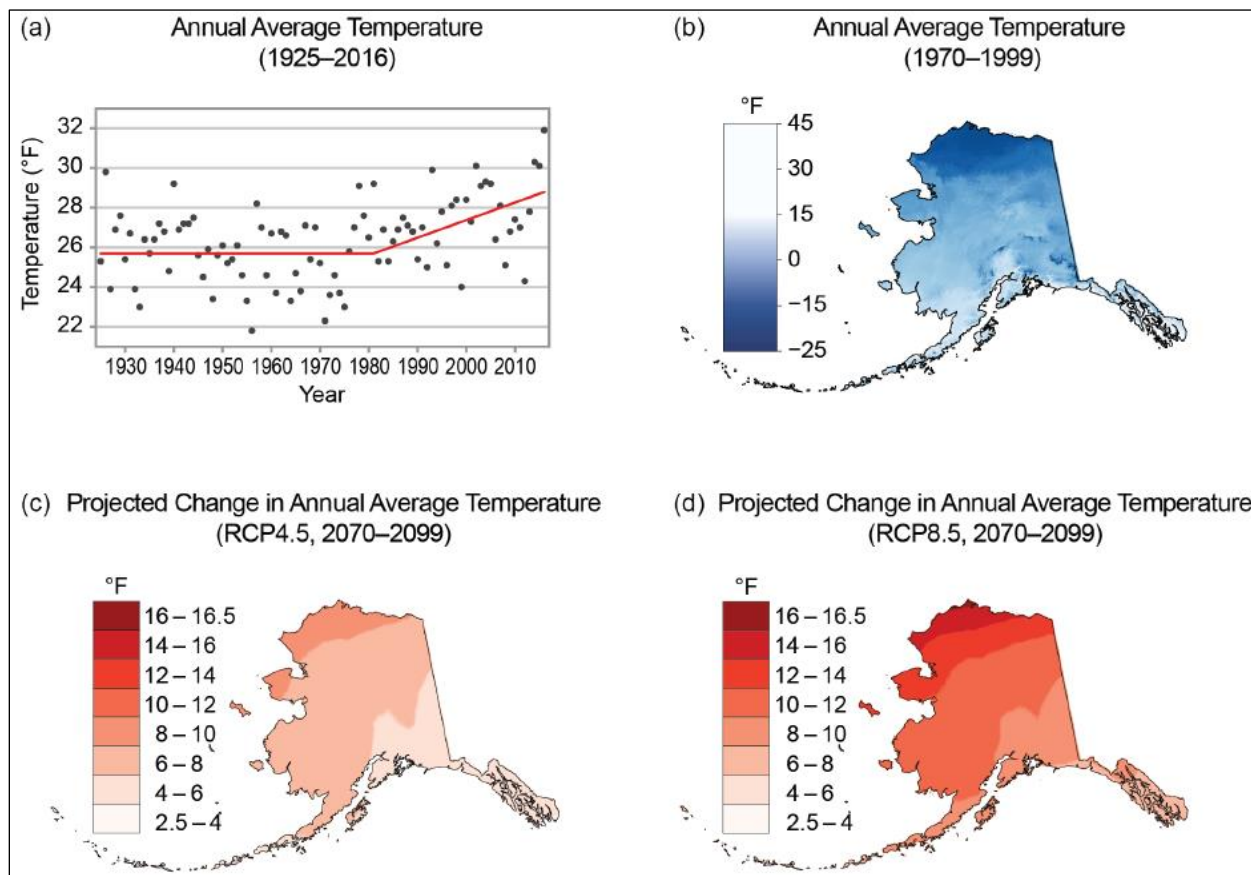 (a) Annual Average Temperature
(1925–2016)
Temperature (°F)
32
30
28
26
24
22
1930 1940 1950 1960 1970 1980 1990 2000 2010
Year
(b) Annual Average Temperature
(1970–1999)
°F
45
30
15
0
−15
−25
(c) Projected Change in Annual Average Temperature
(RCP4.5, 2070–2099)
°F
16 – 16.5
14 – 16
12 – 14
10 – 12
8 – 10
6 – 8
4 – 6
2.5 – 4
(d) Projected Change in Annual Average Temperature
(RCP8.5, 2070–2099)
°F
16 – 16.5
14 – 16
12 – 14
10 – 12
8 – 10
6 – 8
4 – 6
2.5 – 4